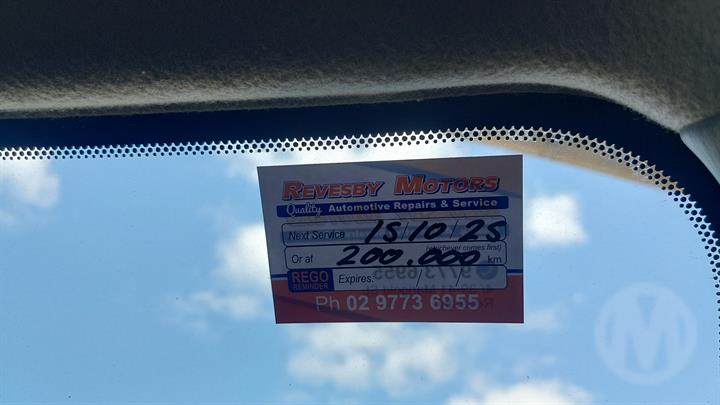 REVESBY MOTORS
Quality Automotive Repairs & Service
Next Service 15/10/25
(whichever comes first)
Or at 200.000 km
REGO REMINDER Expires: / /
Ph 02 9773 6955
M